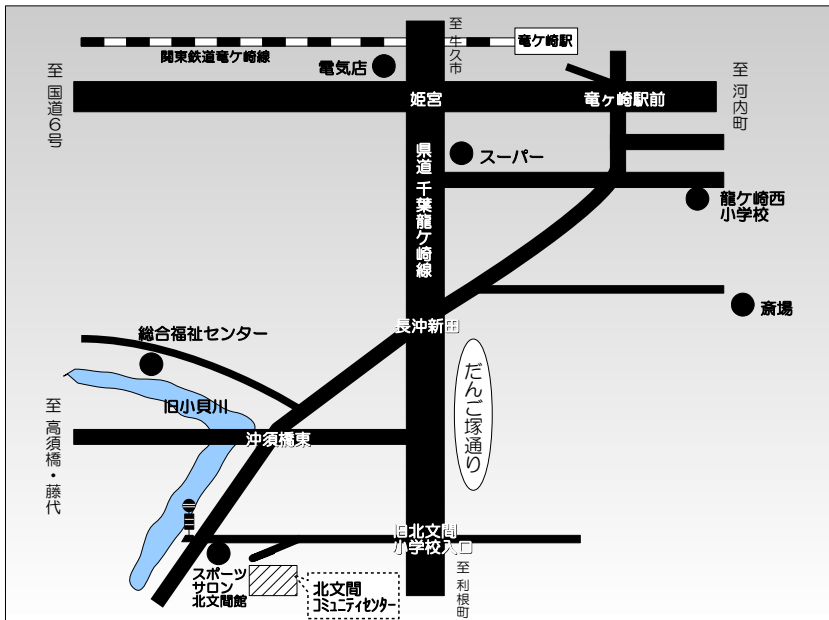 至 牛久市
竜ケ崎駅
関東鉄道竜ケ崎線
電気店
至 国道6号
姫宮
竜ヶ崎駅前
至 河内町
県道 千葉龍ケ崎線
スーパー
龍ケ崎西
小学校
斎場
長沖新田
総合福祉センター
だんご塚通り
旧小貝川
至 高須橋・藤代
沖須橋東
旧北文間
小学校入口
スポーツ
サロン
北文間館
北文間
コミュニティセンター
至 利根町